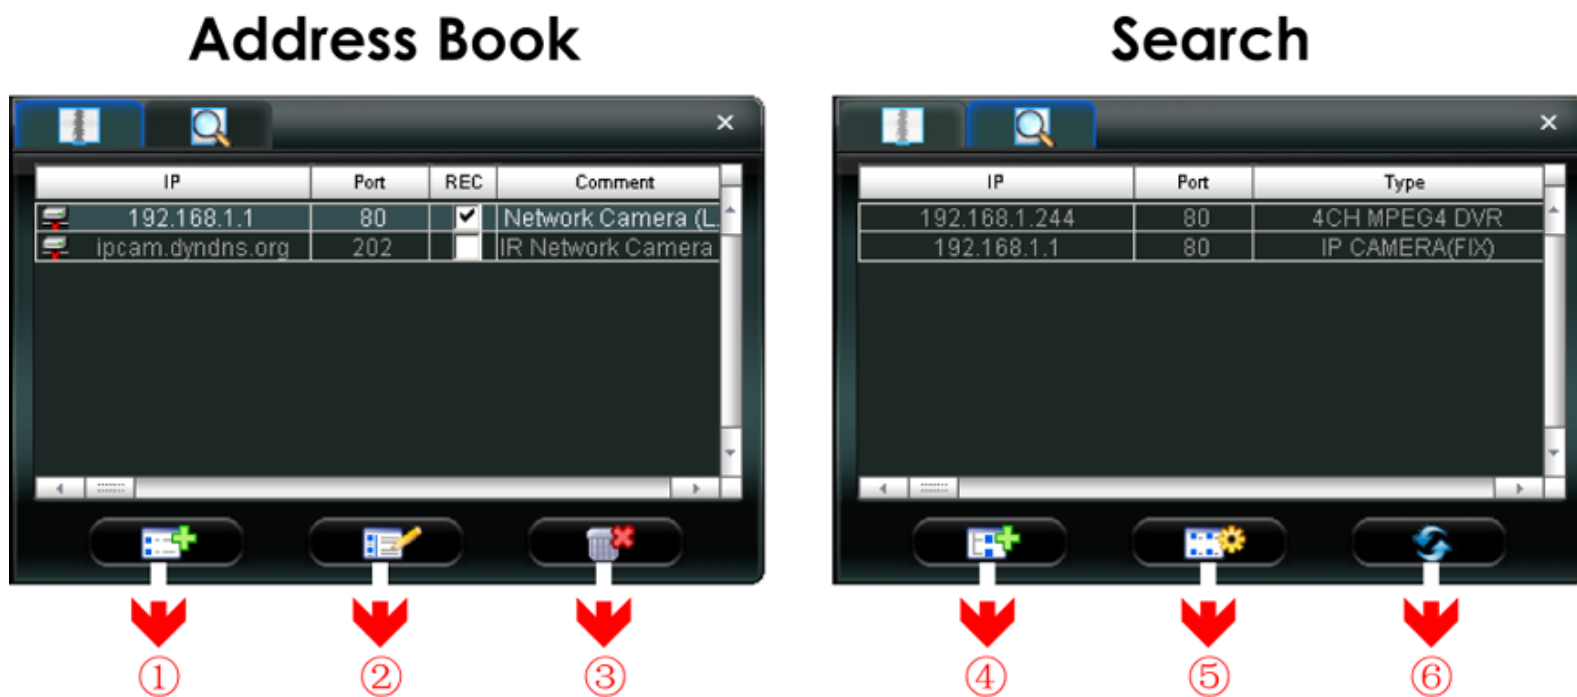 Address Book
IP Port REC Comment
192.168.1.1 80 Network Camera (L.
ipcam.dyndns.org 202 IR Network Camera
① ② ③
Search
IP Port Type
192.168.1.244 80 4CH MPEG4 DVR
192.168.1.1 80 IP CAMERA(FIX)
④ ⑤ ⑥